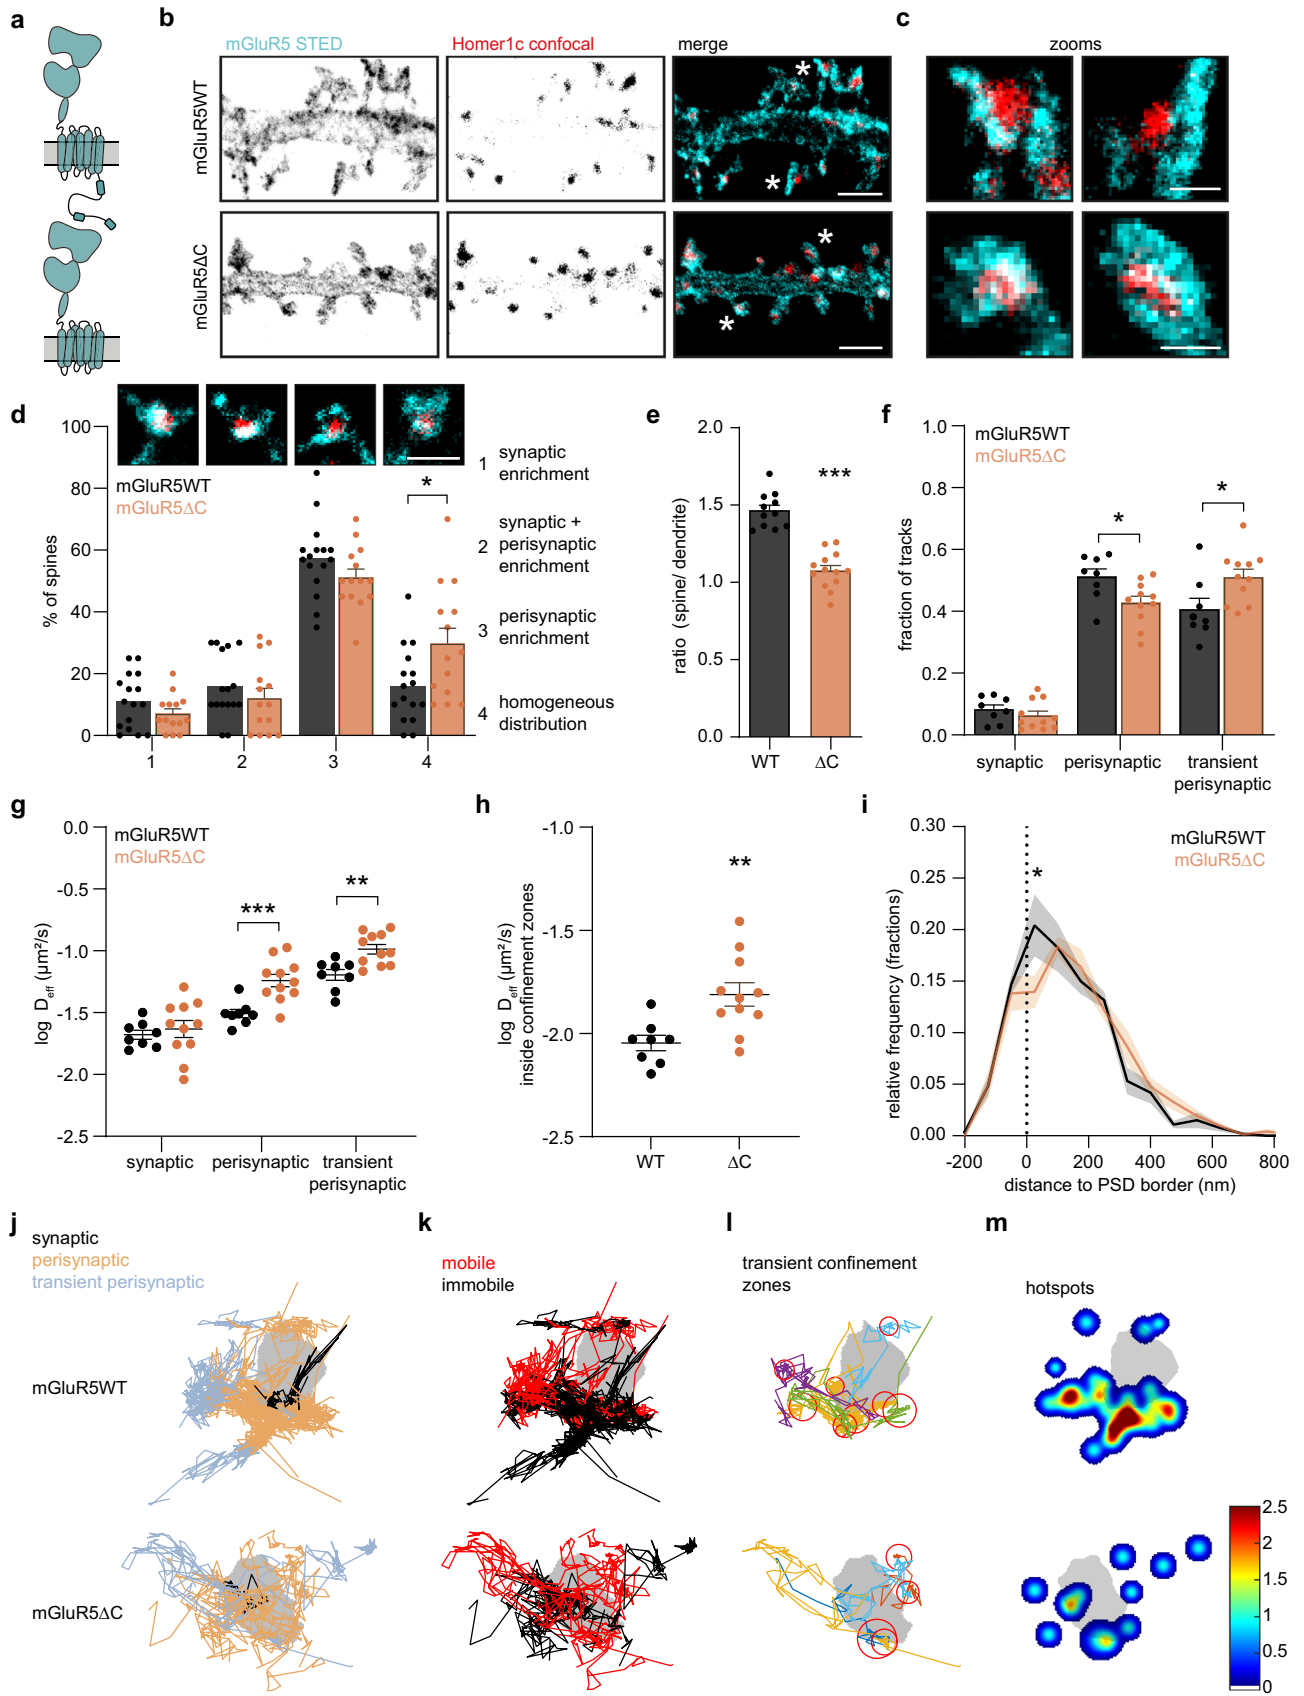 a
b
mGluR5 STED
Homer1c confocal
merge
c
zooms
mGluR5WT
*
*
mGluR5ΔC
*
*
d
% of spines
100
80
60
40
20
0
mGluR5WT
mGluR5ΔC
*
1
2
3
4
1 synaptic enrichment
2 synaptic + perisynaptic enrichment
3 perisynaptic enrichment
4 homogeneous distribution
e
ratio (spine/ dendrite)
2.0
1.5
1.0
0.5
0.0
***
WT
ΔC
f
fraction of tracks
1.0
0.8
0.6
0.4
0.2
0.0
mGluR5WT
mGluR5ΔC
*
*
synaptic
perisynaptic
transient perisynaptic
g
log D_eff (µm²/s)
0.0
-0.5
-1.0
-1.5
-2.0
-2.5
mGluR5WT
mGluR5ΔC
***
**
synaptic
perisynaptic
transient perisynaptic
h
log D_eff (µm²/s)
inside confinement zones
-1.0
-1.5
-2.0
-2.5
**
WT
ΔC
i
relative frequency (fractions)
0.30
0.25
0.20
0.15
0.10
0.05
0.00
mGluR5WT
mGluR5ΔC
*
-200
0
200
400
600
800
distance to PSD border (nm)
j
synaptic
perisynaptic
transient perisynaptic
k
mobile
immobile
l
transient confinement
zones
m
hotspots
mGluR5WT
mGluR5ΔC
2.5
2
1.5
1
0.5
0